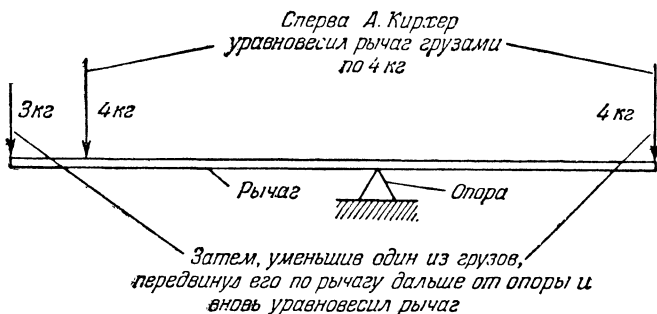 Сперва А. Кирхер
уравновесил рычаг грузами
по 4 кг
3кг
4кг
4 кг
Рычаг
Опора
Затем, уменьшив один из грузов,
передвинул его по рычагу дальше от опоры и
вновь уравновесил рычаг